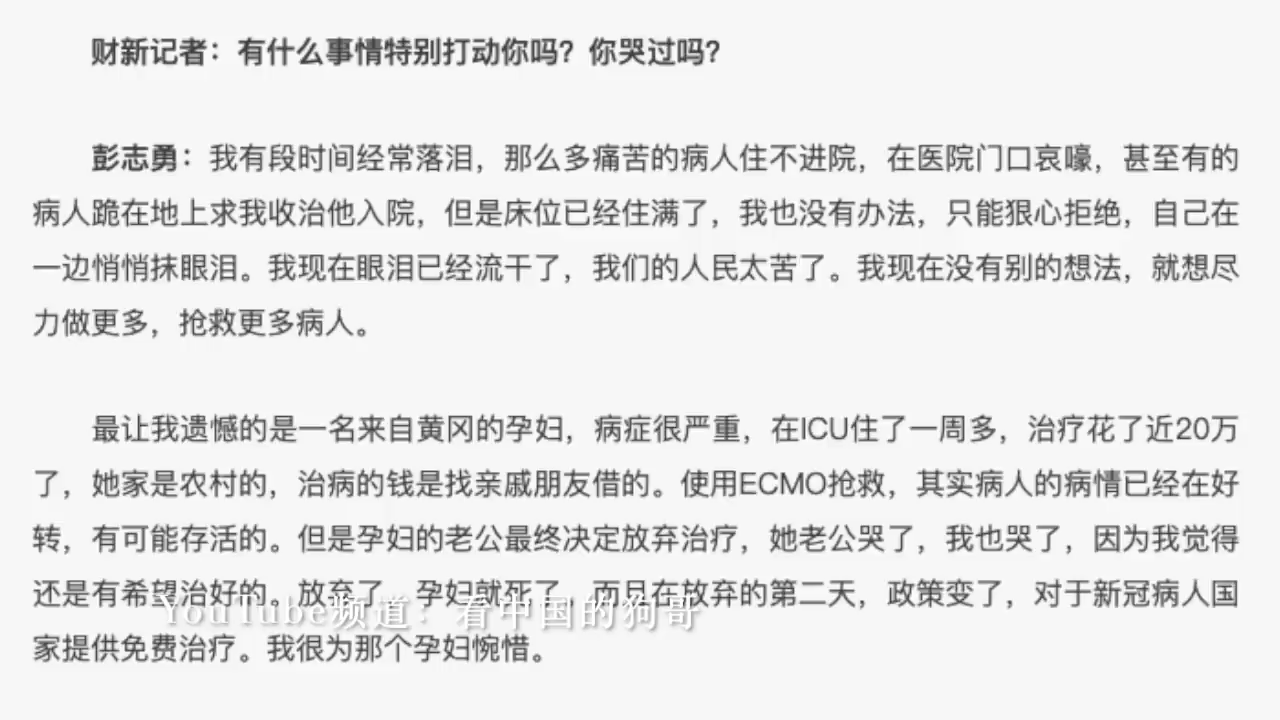 财新记者：有什么事情特别打动你吗？你哭过吗？
彭志勇：我有段时间经常落泪，那么多痛苦的病人住不进院，在医院门口哀嚎，甚至有的
病人跪在地上求我收治他入院，但是床位已经住满了，我也没有办法，只能狠心拒绝，自己在
一边悄悄抹眼泪。我现在眼泪已经流干了，我们的人民太苦了。我现在没有别的想法，就想尽
力做更多，抢救更多病人。
最让我遗憾的是一名来自黄冈的孕妇，病症很严重，在ICU住了一周多，治疗花了近20万
了，她家是农村的，治病的钱是找亲戚朋友借的。使用ECMO抢救，其实病人的病情已经在好
转，有可能存活的。但是孕妇的老公最终决定放弃治疗，她老公哭了，我也哭了，因为我觉得
还是有希望治好的。放弃了，孕妇就死了。而且在放弃的第二天，政策变了，对于新冠病人国
家提供免费治疗。我很为那个孕妇惋惜。
YouTube频道：看中国的狗哥